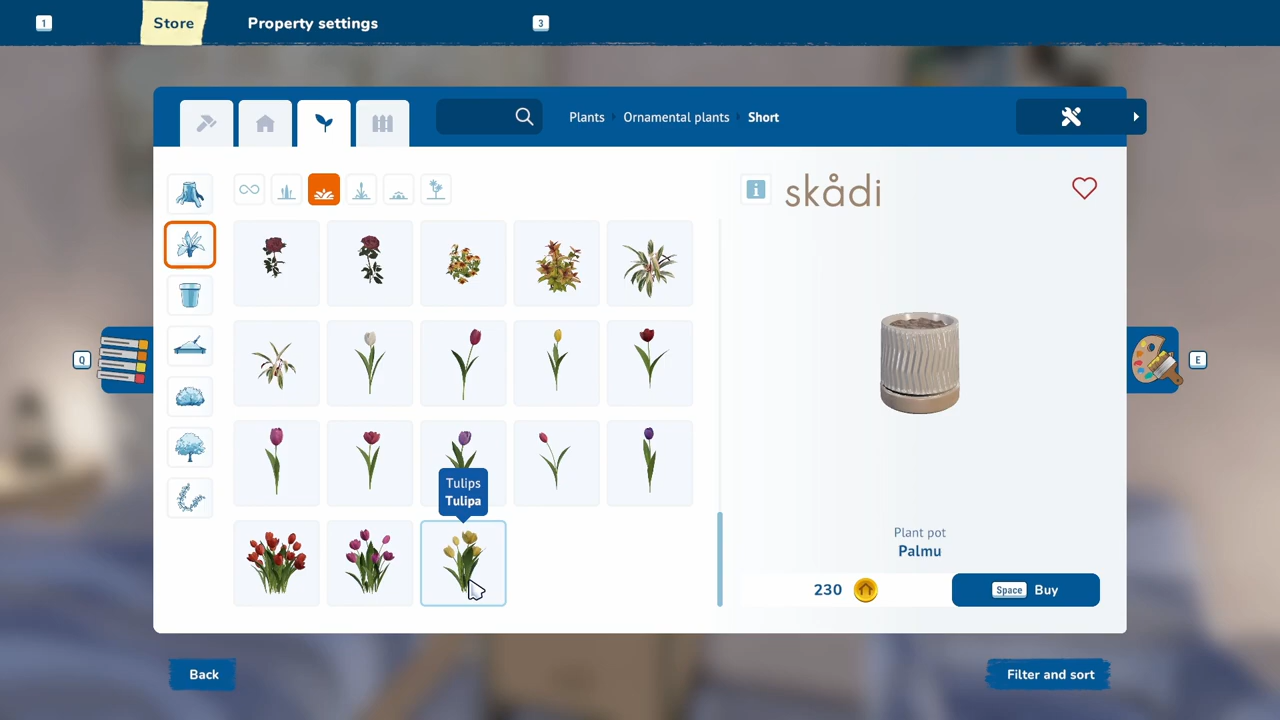 1
Store
Property settings
3
Plants
Ornamental plants
Short
skådi
Q
E
Tulips
Tulipa
Plant pot
Palmu
230
Space
Buy
Back
Filter and sort